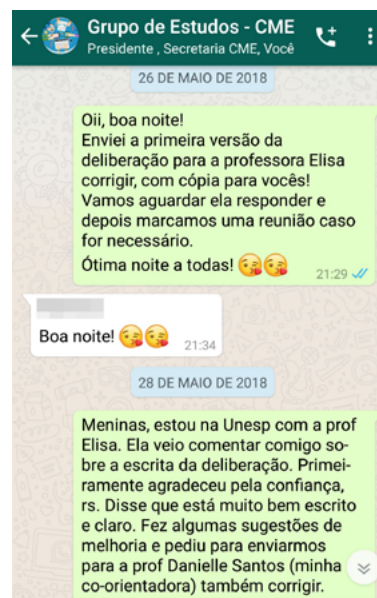 Grupo de Estudos - CME
Presidente , Secretaria CME, Você
26 DE MAIO DE 2018
Oii, boa noite!
Enviei a primeira versão da
deliberação para a professora Elisa
corrigir, com cópia para vocês!
Vamos aguardar ela responder e
depois marcamos uma reunião caso
for necessário.
Ótima noite a todas! 😘😘
21:29
Boa noite! 😘😘
21:34
28 DE MAIO DE 2018
Meninas, estou na Unesp com a prof
Elisa. Ela veio comentar comigo so-
bre a escrita da deliberação. Primei-
ramente agradeceu pela confiança,
rs. Disse que está muito bem escrito
e claro. Fez algumas sugestões de
melhoria e pediu para enviarmos
para a prof Danielle Santos (minha
co-orientadora) também corrigir.